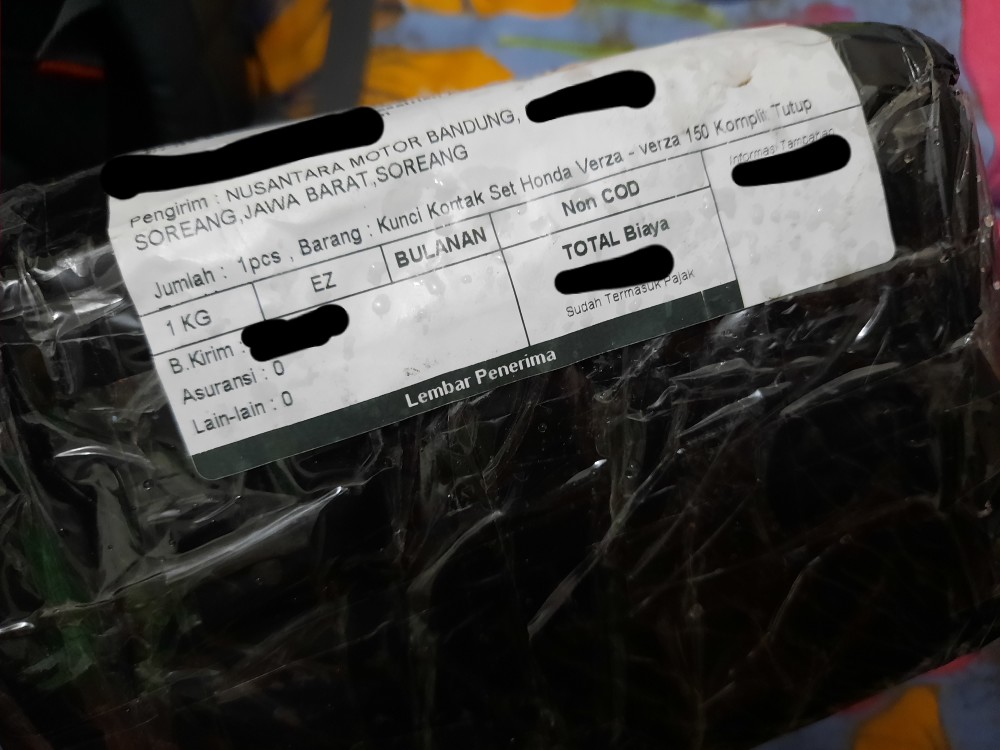 Pengirim : NUSANTARA MOTOR BANDUNG,
SOREANG,JAWA BARAT,SOREANG
Jumlah : 1pcs , Barang : Kunci Kontak Set Honda Verza - verza 150 Komplit Tutup
1 KG
EZ
BULANAN
Non COD
Informasi Tambahan
B.Kirim :
Asuransi : 0
Lain-lain : 0
TOTAL Biaya
Sudah Termasuk Pajak
Lembar Penerima